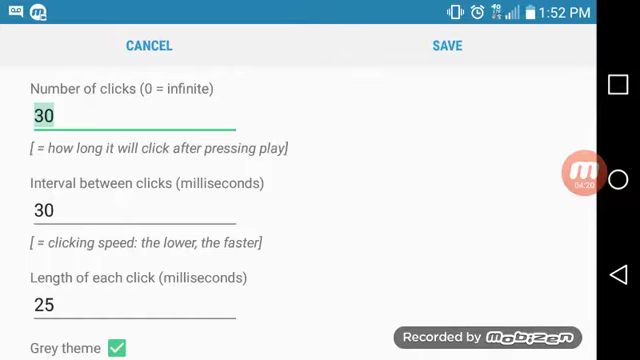 1:52 PM
CANCEL
SAVE
Number of clicks (0 = infinite)
30
[ = how long it will click after pressing play]
Interval between clicks (milliseconds)
30
[ = clicking speed: the lower, the faster]
Length of each click (milliseconds)
25
Grey theme
04:20
Recorded by
mobizen